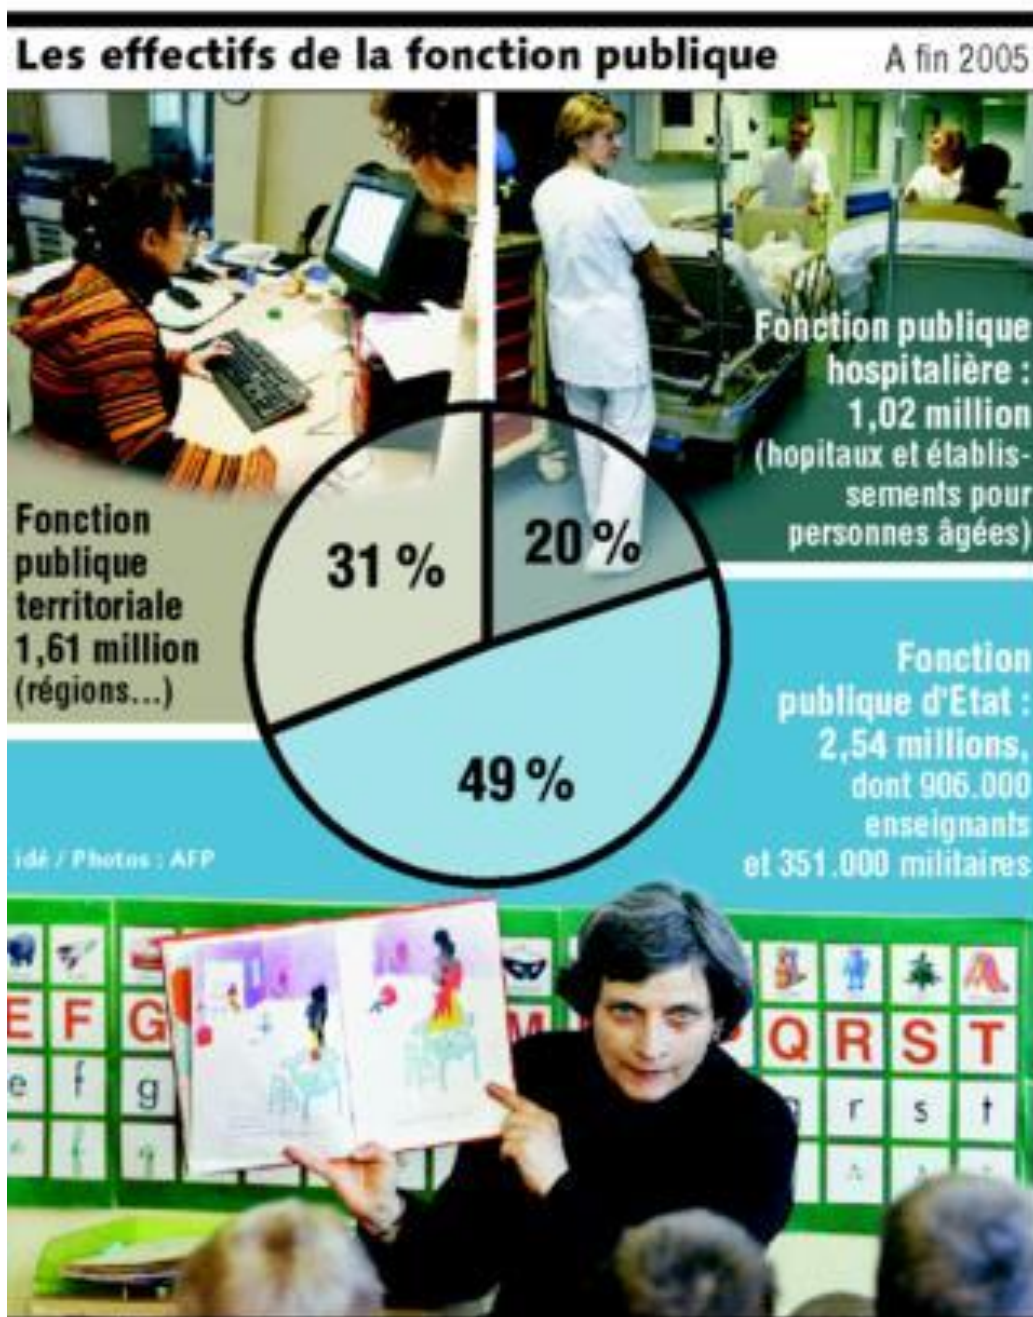 Les effectifs de la fonction publique
A fin 2005
Fonction publique
hospitalière :
1,02 million
(hopitaux et établis-
sements pour
personnes âgées)
20 %
31 %
Fonction
publique
territoriale
1,61 million
(régions...)
49 %
Fonction
publique d'Etat :
2,54 millions,
dont 906.000
enseignants
et 351.000 militaires
idé / Photos : AFP
E F G M Q R S T
e f g r s t